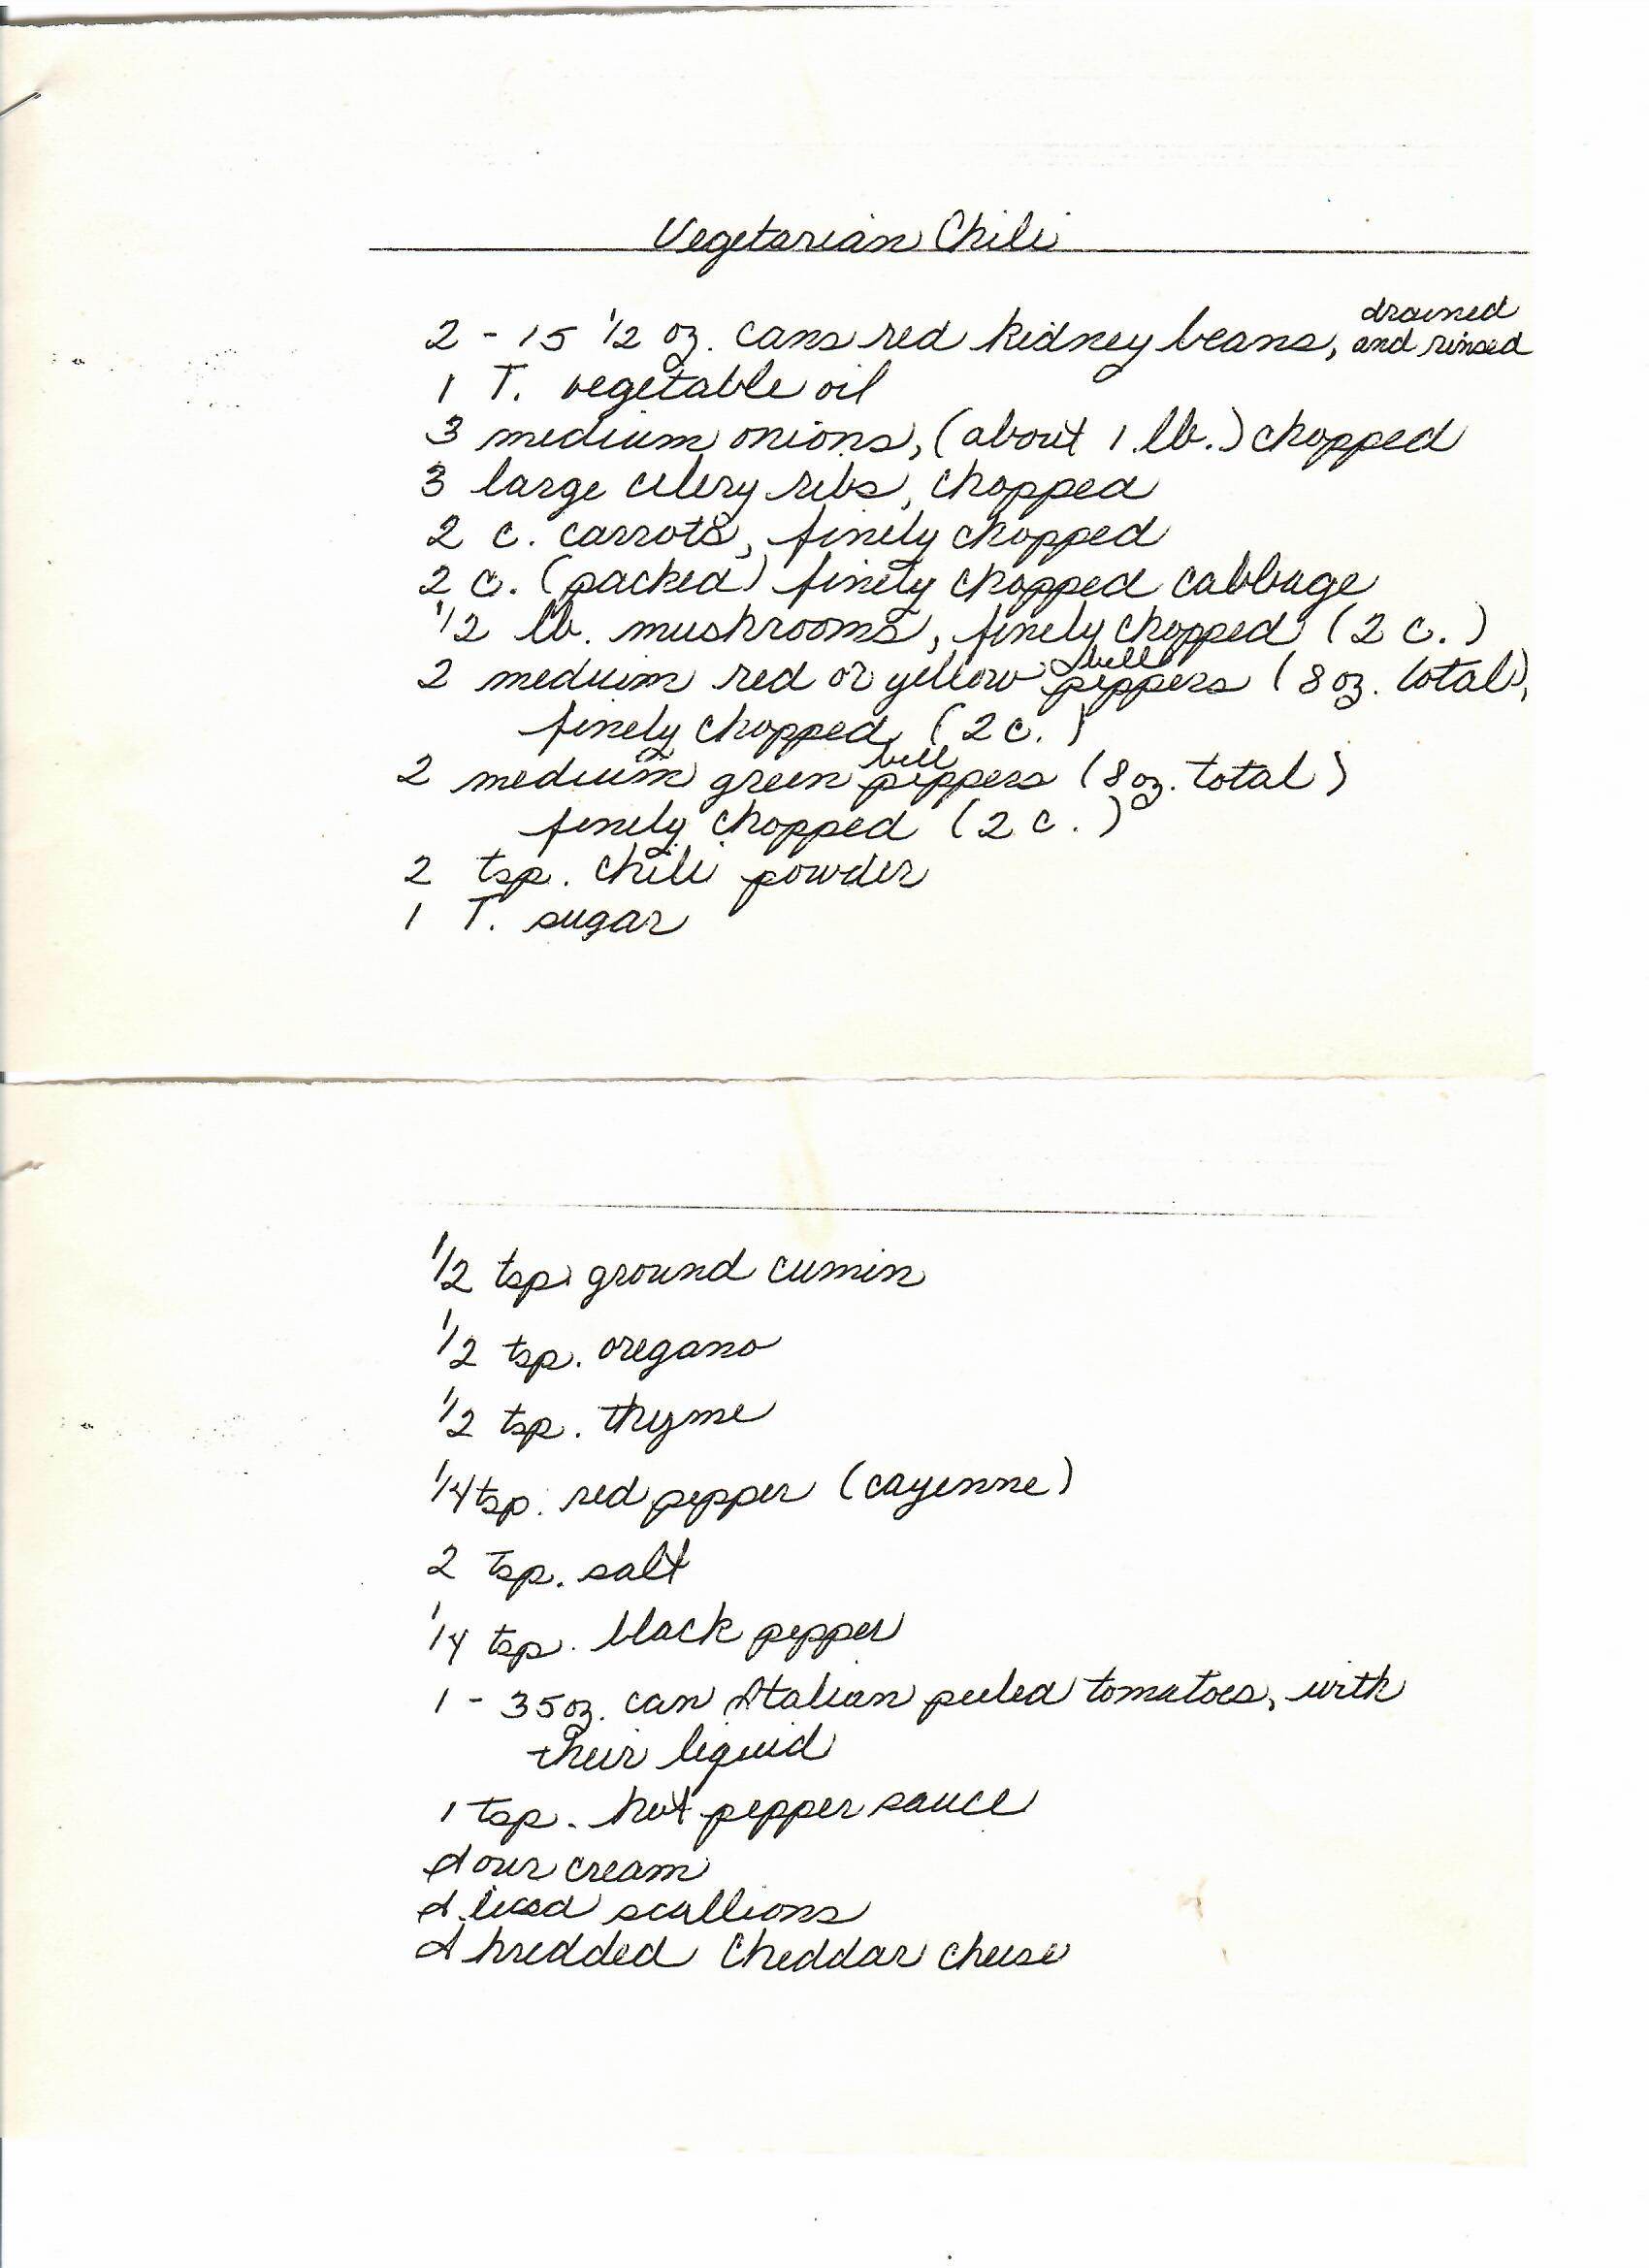 Vegetarian Chili
2 - 15 1/2 oz. cans red kidney beans, drained and rinsed
1 T. vegetable oil
3 medium onions, (about 1 lb.) chopped
3 large celery ribs, chopped
2 c. carrots, finely chopped
2 c. (packed) finely chopped cabbage
1/2 lb. mushrooms, finely chopped (2 c.)
2 medium red or yellow bell peppers (8 oz. total),
finely chopped (2 c.)
2 medium green bell peppers (8 oz. total)
finely chopped (2 c.)
2 tsp. chili powder
1 T. sugar
1/2 tsp. ground cumin
1/2 tsp. oregano
1/2 tsp. thyme
1/4 tsp. red pepper (cayenne)
2 tsp. salt
1/4 tsp. black pepper
1 - 35 oz. can Italian peeled tomatoes, with
their liquid
1 tsp. hot pepper sauce
Sour cream
Sliced scallions
Shredded Cheddar cheese